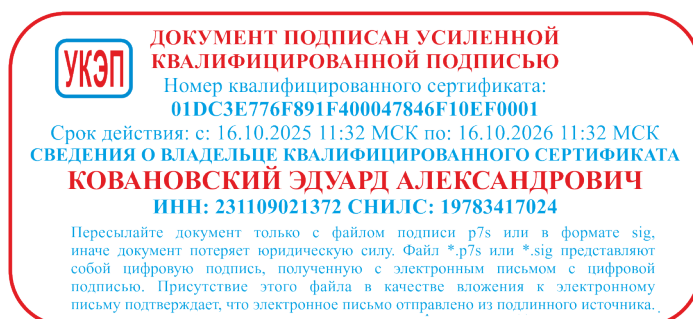 ДОКУМЕНТ ПОДПИСАН УСИЛЕННОЙ
КВАЛИФИЦИРОВАННОЙ ПОДПИСЬЮ
УКЭП
Номер квалифицированного сертификата:
01DC3E776F891F400047846F10EF0001
Срок действия: с: 16.10.2025 11:32 МСК по: 16.10.2026 11:32 МСК
СВЕДЕНИЯ О ВЛАДЕЛЬЦЕ КВАЛИФИЦИРОВАННОГО СЕРТИФИКАТА
КОВАНОВСКИЙ ЭДУАРД АЛЕКСАНДРОВИЧ
ИНН: 231109021372 СНИЛС: 19783417024
Пересылайте документ только с файлом подписи p7s или в формате sig,
иначе документ потеряет юридическую силу. Файл *.p7s или *.sig представляют
собой цифровую подпись, полученную с электронным письмом с цифровой
подписью. Присутствие этого файла в качестве вложения к электронному
письму подтверждает, что электронное письмо отправлено из подлинного источника.